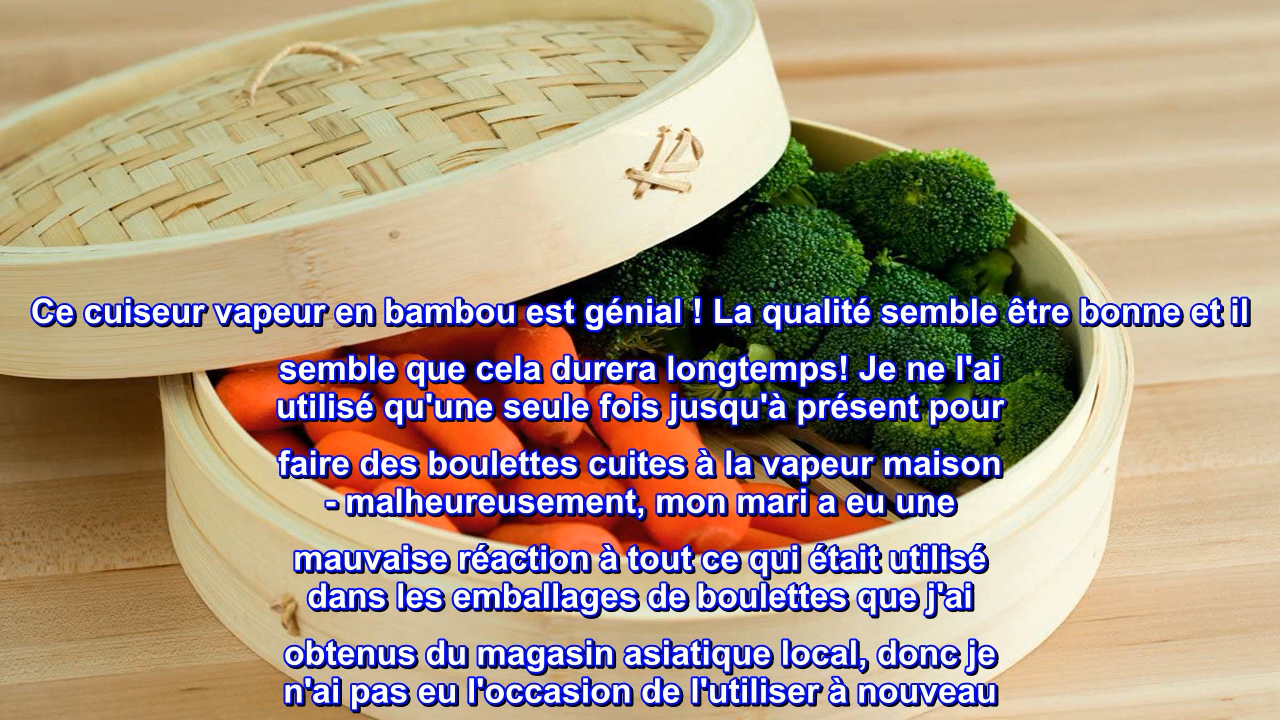 Ce cuiseur vapeur en bambou est génial ! La qualité semble être bonne et il
semble que cela durera longtemps! Je ne l'ai
utilisé qu'une seule fois jusqu'à présent pour
faire des boulettes cuites à la vapeur maison
- malheureusement, mon mari a eu une
mauvaise réaction à tout ce qui était utilisé
dans les emballages de boulettes que j'ai
obtenus du magasin asiatique local, donc je
n'ai pas eu l'occasion de l'utiliser à nouveau